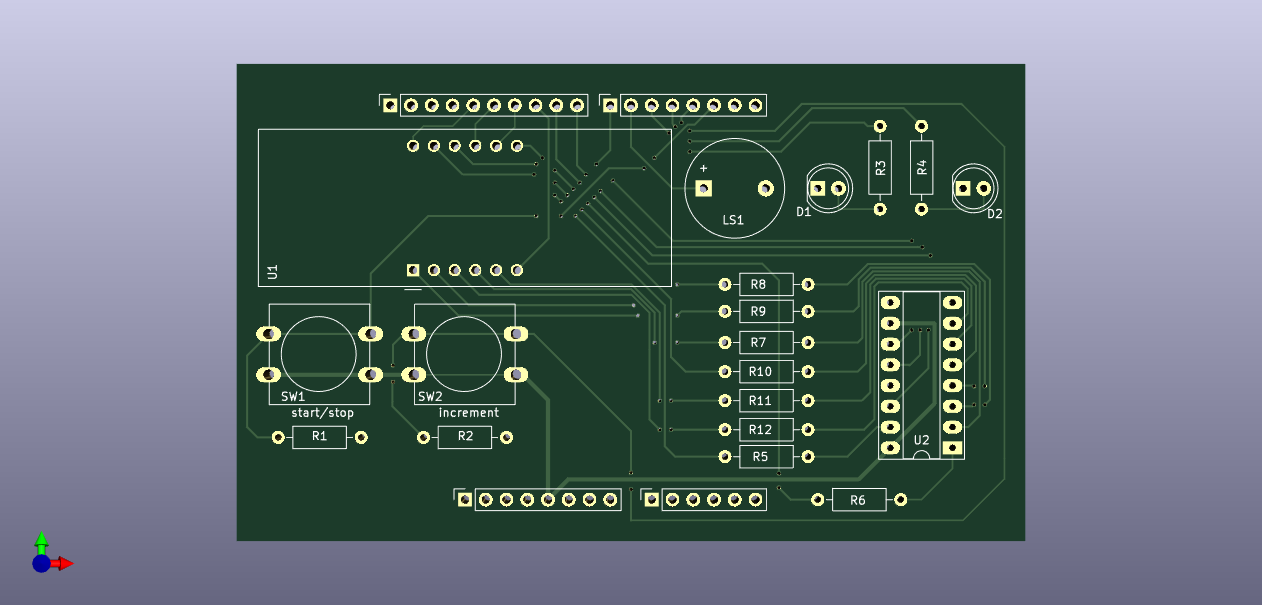 +
R3
R4
LS1
D1
D2
U1
R8
R9
R7
R10
SW1
SW2
R11
start/stop
increment
R12
R1
R2
U2
R5
R6